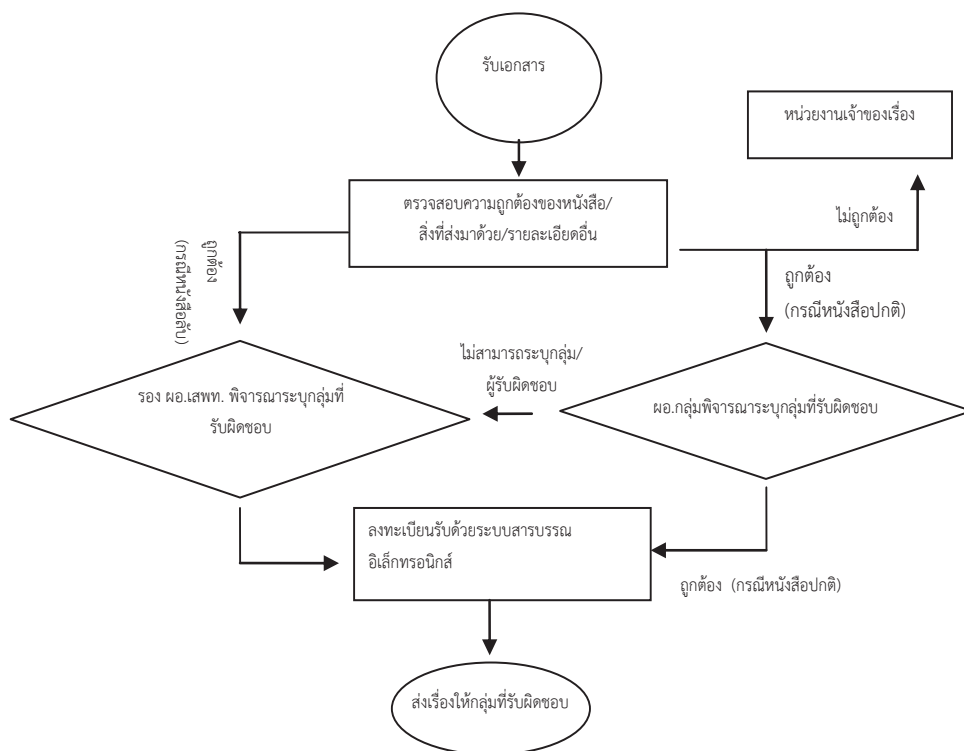 รับเอกสาร
หน่วยงานเจ้าของเรื่อง
ตรวจสอบความถูกต้องของหนังสือ/
สิ่งที่ส่งมาด้วย/รายละเอียดอื่น
ไม่ถูกต้อง
ถูกต้อง
(กรณีหนังสือลับ)
ถูกต้อง
(กรณีหนังสือปกติ)
ไม่สามารถระบุกลุ่ม/
ผู้รับผิดชอบ
รอง ผอ.เสพท. พิจารณาระบุกลุ่มที่
รับผิดชอบ
ผอ.กลุ่มพิจารณาระบุกลุ่มที่รับผิดชอบ
ลงทะเบียนรับด้วยระบบสารบรรณ
อิเล็กทรอนิกส์
ถูกต้อง (กรณีหนังสือปกติ)
ส่งเรื่องให้กลุ่มที่รับผิดชอบ